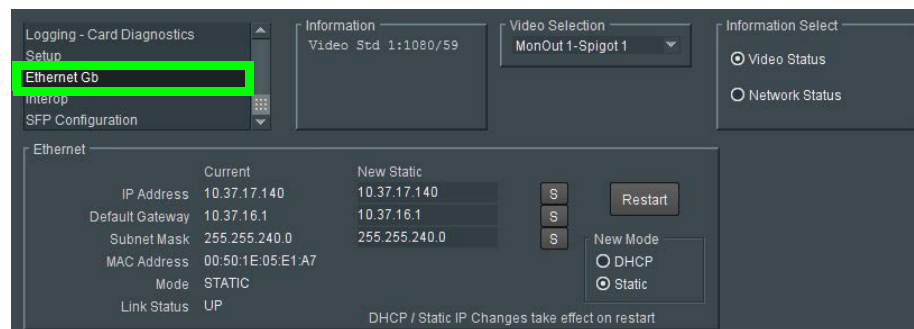 Logging - Card Diagnostics
Setup
Ethernet Gb
Interop
SFP Configuration
Information
Video Std 1:1080/59
Video Selection
MonOut 1-Spigot 1
Information Select
Video Status
Network Status
Ethernet
Current New Static
IP Address 10.37.17.140 10.37.17.140 S Restart
Default Gateway 10.37.16.1 10.37.16.1 S
Subnet Mask 255.255.240.0 255.255.240.0 S New Mode
MAC Address 00:50:1E:05:E1:A7 DHCP
Mode STATIC Static
Link Status UP
DHCP / Static IP Changes take effect on restart